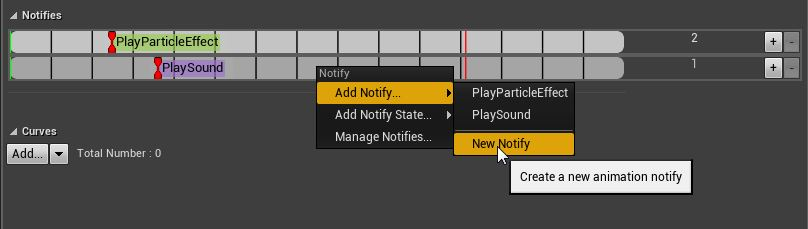 Notifies
PlayParticleEffect
2
+
-
PlaySound
1
+
-
Notify
Add Notify...
PlayParticleEffect
Add Notify State...
PlaySound
Manage Notifies...
New Notify
Create a new animation notify
Curves
Add...
Total Number : 0